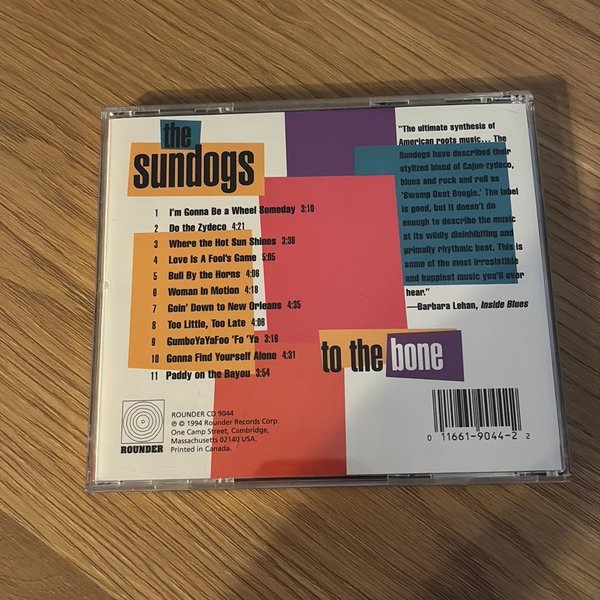 the
sundogs
1 I'm Gonna Be a Wheel Someday 3:10
2 Do the Zydeco 4:21
3 Where the Hot Sun Shines 3:38
4 Love Is A Fool's Game 5:05
5 Bull By the Horns 4:08
6 Woman In Motion 4:18
7 Goin' Down to New Orleans 4:35
8 Too Little, Too Late 4:06
9 GumboYaYaFoo 'Fo 'Ya 3:18
10 Gonna Find Yourself Alone 4:31
11 Paddy on the Bayou 3:54
"The ultimate synthesis of
American roots music... The
Sundogs have described their
stylized blend of Cajun-zydeco,
blues and rock and roll as
'Swamp Beat Boogie.' The label
is good, but it doesn't do
enough to describe the music
at its wildly disinhibiting and
primally rhythmic beat. This is
some of the most irresistible
and happiest music you'll ever
hear."
—Barbara Lehan, Inside Blues
to the bone
ROUNDER
ROUNDER CD 9044
℗ © 1994 Rounder Records Corp.
One Camp Street, Cambridge,
Massachusetts 02140 USA.
Printed in Canada.
0 11661-9044-2 2